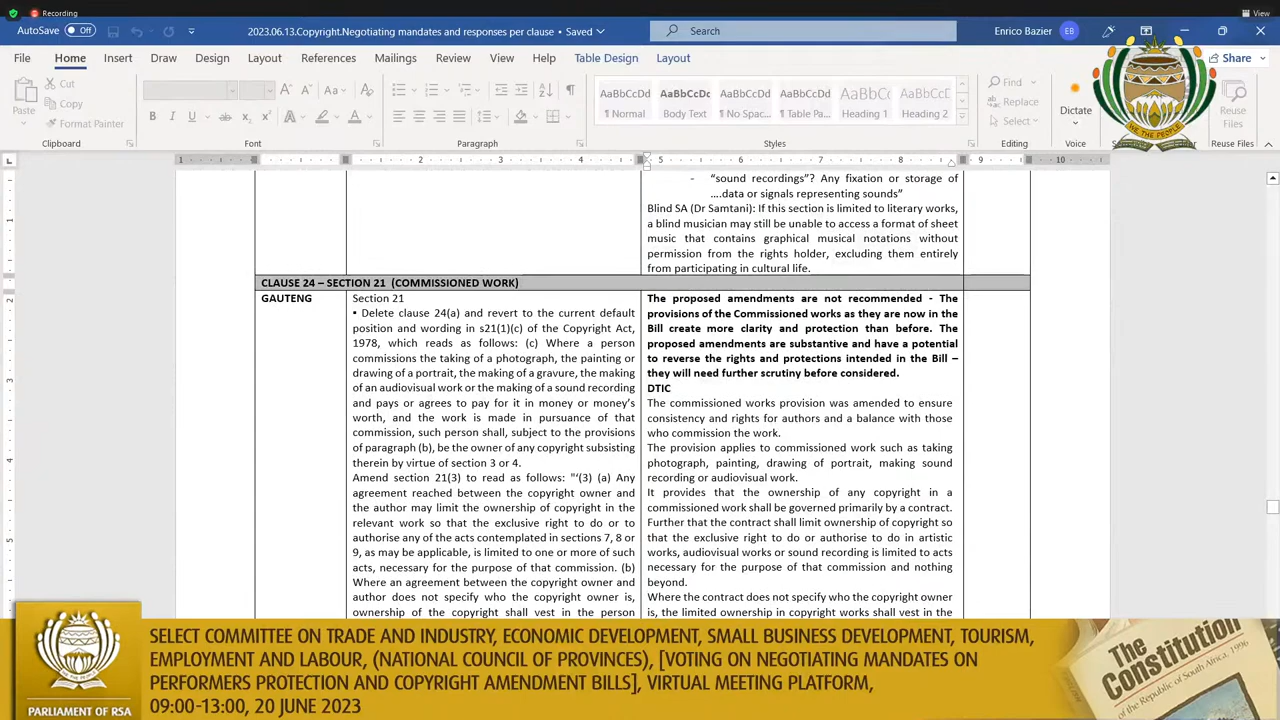 Recording
View
AutoSave Off
2023.06.13.Copyright.Negotiating mandates and responses per clause • Saved
Search
Enrico Bazier EB
File Home Insert Draw Design Layout References Mailings Review View Help Table Design Layout
Share
Paste
Cut
Copy
Format Painter
Clipboard
Font
Paragraph
AaBbCcDd AaBbCcDd AaBbCcDd AaBbCcDd AaBbCc AaBbCcDd
¶ Normal Body Text ¶ No Spac... ¶ Table Pa... Heading 1 Heading 2
Styles
Find
Replace
Select
Editing
Dictate
Voice
Reuse Files
Reuse Files
1 2 3 4 5 6 7 8 9 10
- “sound recordings”? Any fixation or storage of
….data or signals representing sounds”
Blind SA (Dr Samtani): If this section is limited to literary works,
a blind musician may still be unable to access a format of sheet
music that contains graphical musical notations without
permission from the rights holder, excluding them entirely
from participating in cultural life.
CLAUSE 24 – SECTION 21 (COMMISSIONED WORK)
GAUTENG
Section 21
▪ Delete clause 24(a) and revert to the current default
position and wording in s21(1)(c) of the Copyright Act,
1978, which reads as follows: (c) Where a person
commissions the taking of a photograph, the painting or
drawing of a portrait, the making of a gravure, the making
of an audiovisual work or the making of a sound recording
and pays or agrees to pay for it in money or money’s
worth, and the work is made in pursuance of that
commission, such person shall, subject to the provisions
of paragraph (b), be the owner of any copyright subsisting
therein by virtue of section 3 or 4.
Amend section 21(3) to read as follows: "‘(3) (a) Any
agreement reached between the copyright owner and
the author may limit the ownership of copyright in the
relevant work so that the exclusive right to do or to
authorise any of the acts contemplated in sections 7, 8 or
9, as may be applicable, is limited to one or more of such
acts, necessary for the purpose of that commission. (b)
Where an agreement between the copyright owner and
author does not specify who the copyright owner is,
ownership of the copyright shall vest in the person
The proposed amendments are not recommended - The
provisions of the Commissioned works as they are now in the
Bill create more clarity and protection than before. The
proposed amendments are substantive and have a potential
to reverse the rights and protections intended in the Bill –
they will need further scrutiny before considered.
DTIC
The commissioned works provision was amended to ensure
consistency and rights for authors and a balance with those
who commission the work.
The provision applies to commissioned work such as taking
photograph, painting, drawing of portrait, making sound
recording or audiovisual work.
It provides that the ownership of any copyright in a
commissioned work shall be governed primarily by a contract.
Further that the contract shall limit ownership of copyright so
that the exclusive right to do or authorise to do in artistic
works, audiovisual works or sound recording is limited to acts
necessary for the purpose of that commission and nothing
beyond.
Where the contract does not specify who the copyright owner
is, the limited ownership in copyright works shall vest in the
SELECT COMMITTEE ON TRADE AND INDUSTRY, ECONOMIC DEVELOPMENT, SMALL BUSINESS DEVELOPMENT, TOURISM,
EMPLOYMENT AND LABOUR, (NATIONAL COUNCIL OF PROVINCES), [VOTING ON NEGOTIATING MANDATES ON
PERFORMERS PROTECTION AND COPYRIGHT AMENDMENT BILLS], VIRTUAL MEETING PLATFORM,
09:00-13:00, 20 JUNE 2023
PARLIAMENT OF RSA
The
Constitution
of the Republic of South Africa, 1996